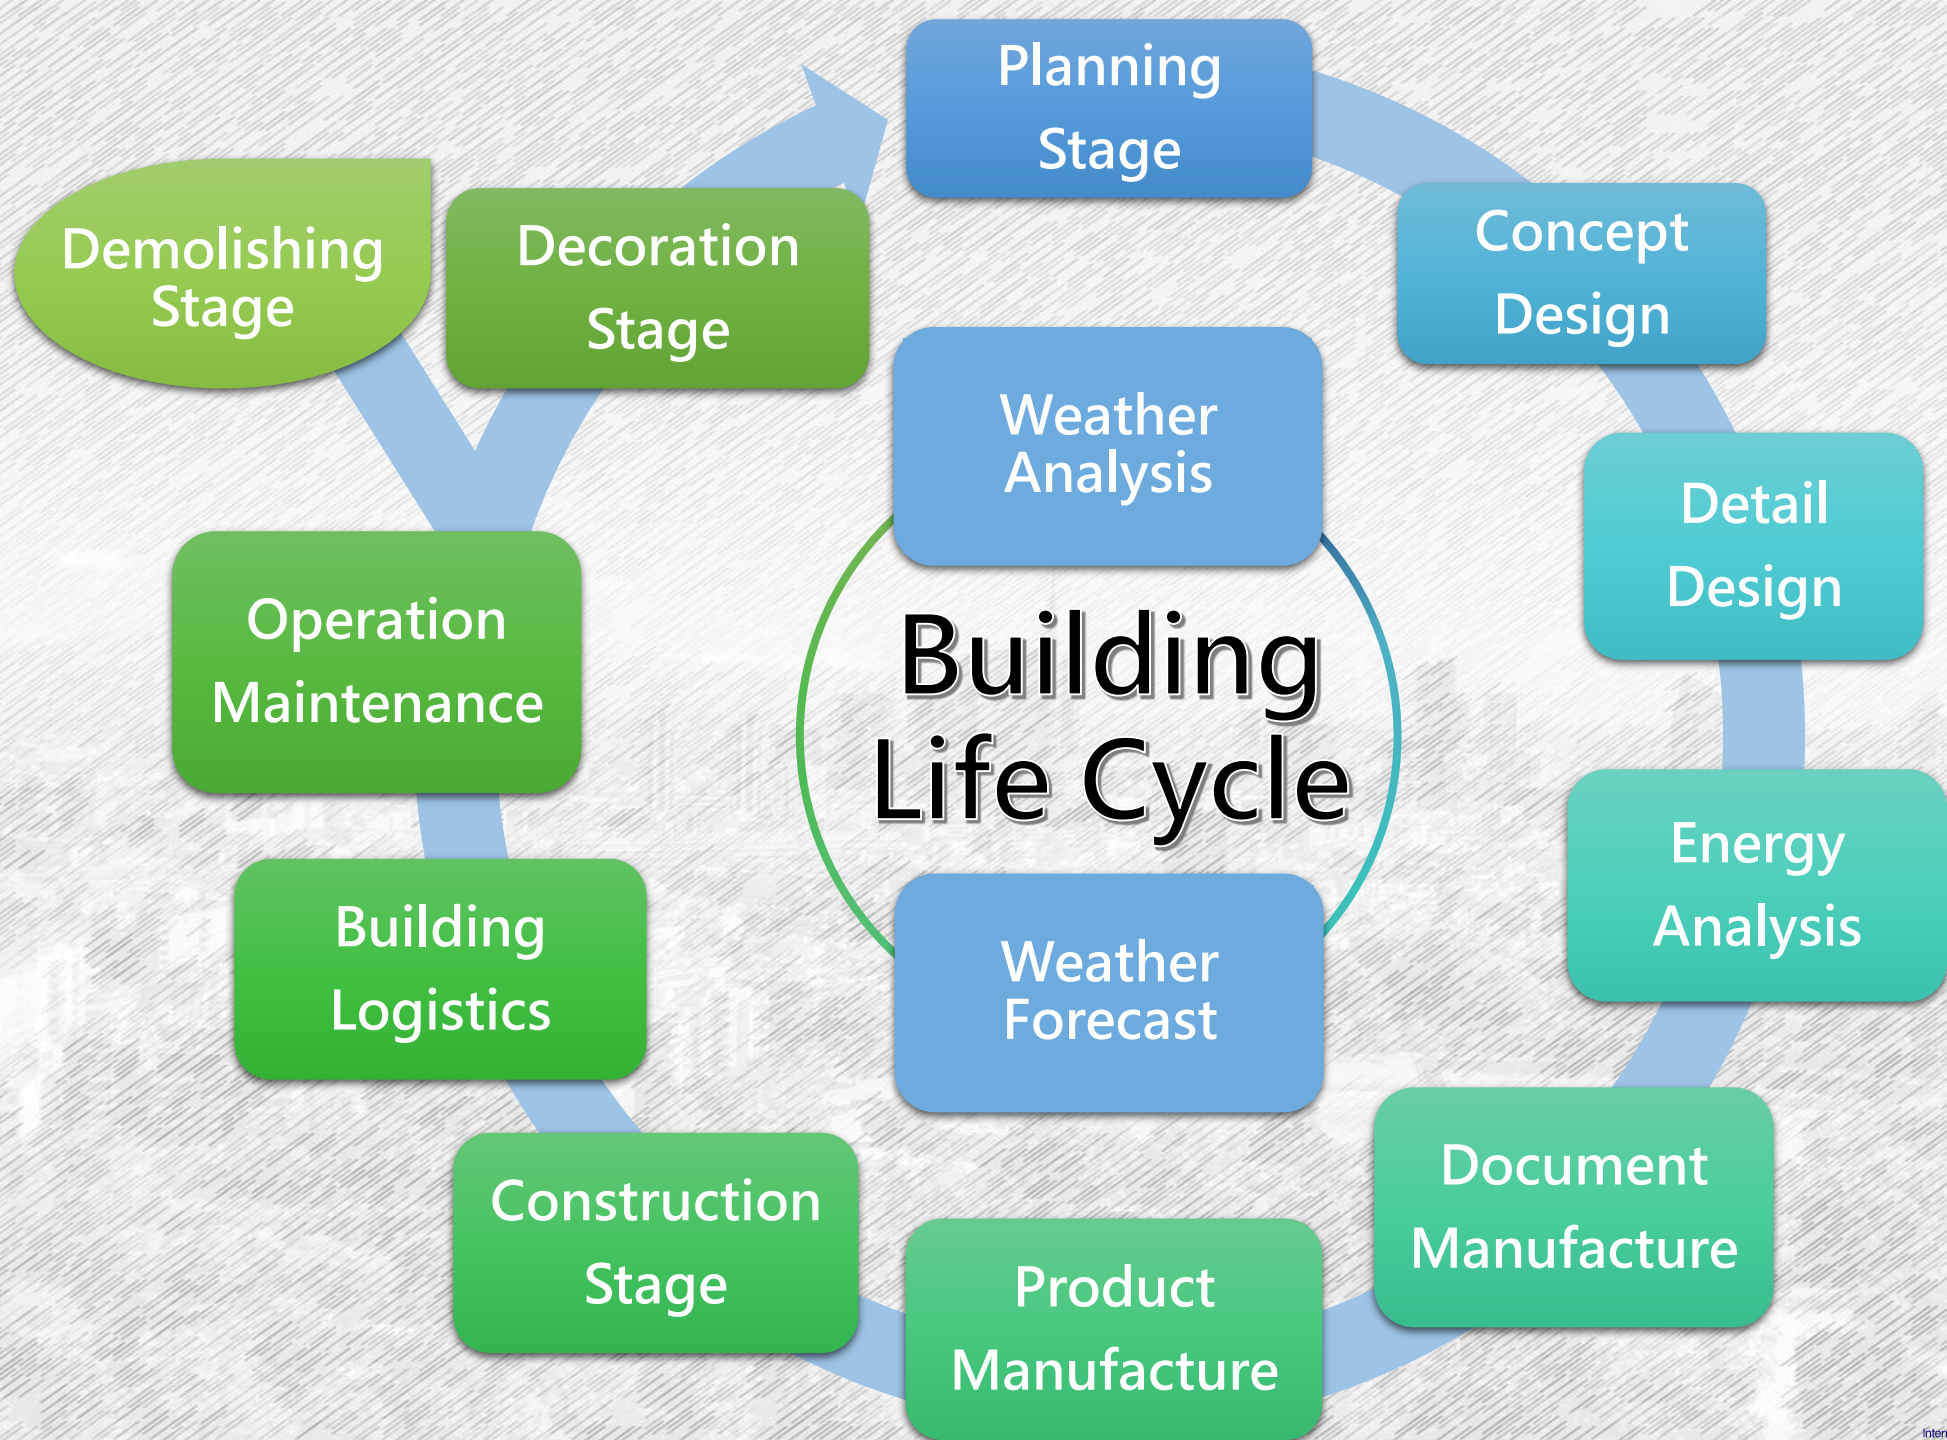 Planning
Stage
Concept
Design
Detail
Design
Energy
Analysis
Document
Manufacture
Product
Manufacture
Construction
Stage
Building
Logistics
Operation
Maintenance
Demolishing
Stage
Decoration
Stage
Weather
Analysis
Building
Life Cycle
Weather
Forecast